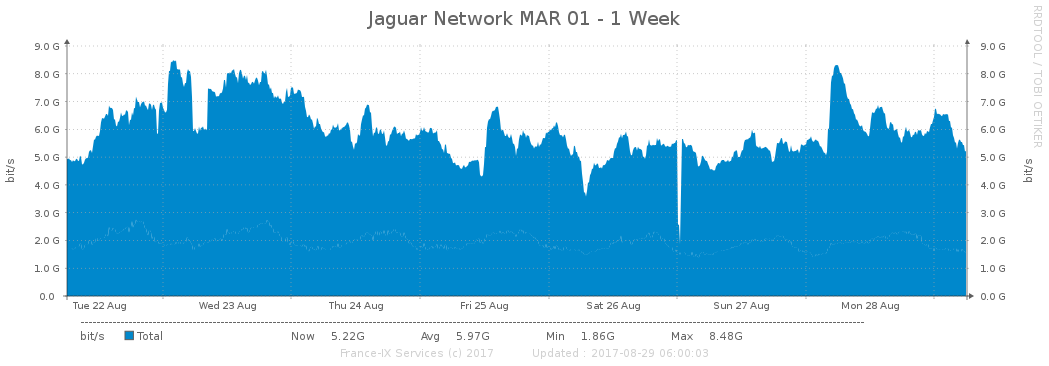 Jaguar Network MAR 01 - 1 Week
RRDTOOL / TOBI OETIKER
bit/s
9.0 G
8.0 G
7.0 G
6.0 G
5.0 G
4.0 G
3.0 G
2.0 G
1.0 G
0.0
9.0 G
8.0 G
7.0 G
6.0 G
5.0 G
4.0 G
3.0 G
2.0 G
1.0 G
0.0 G
bit/s
Tue 22 Aug Wed 23 Aug Thu 24 Aug Fri 25 Aug Sat 26 Aug Sun 27 Aug Mon 28 Aug
bit/s Total Now 5.22G Avg 5.97G Min 1.86G Max 8.48G
France-IX Services (c) 2017 Updated : 2017-08-29 06:00:03